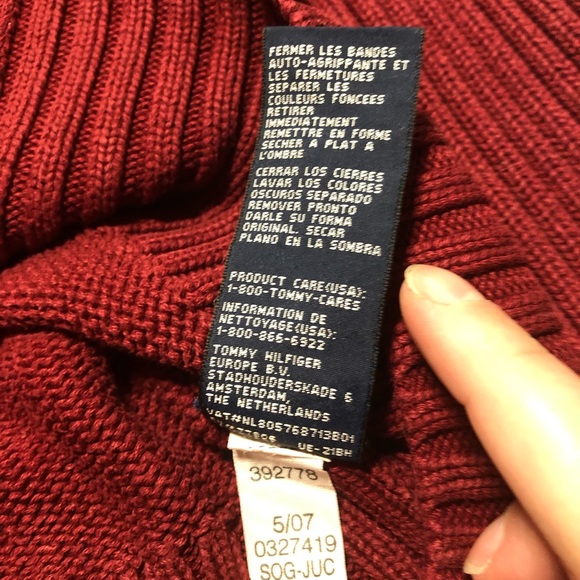 FERMER LES BANDES
AUTO-AGRIPPANTE ET
LES FERMETURES
SEPARER LES
COULEURS FONCEES
RETIRER
IMMEDIATEMENT
REMETTRE EN FORME
SECHER A PLAT A
L'OMBRE
CERRAR LOS CIERRES
LAVAR LOS COLORES
OSCUROS SEPARADO
REMOVER PRONTO
DARLE SU FORMA
ORIGINAL. SECAR
PLANO EN LA SOMBRA
PRODUCT CARE(USA):
1-800-TOMMY-CARES
INFORMATION DE
NETTOYAGE(USA):
1-800-866-6922
TOMMY HILFIGER
EUROPE B.V.
STADHOUDERSKADE 6
AMSTERDAM,
THE NETHERLANDS
VAT#NL805768713B01
UE-21BH
392778
5/07
0327419
SOG-JUC